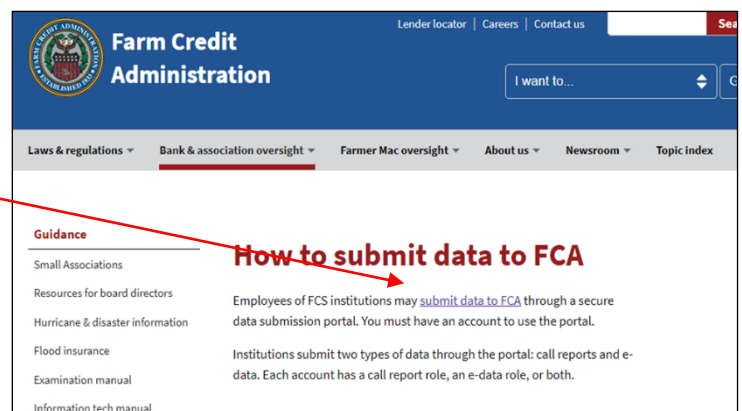 Lender locator | Careers | Contact us
Farm Credit
Administration
I want to...
Laws & regulations Bank & association oversight Farmer Mac oversight About us Newsroom Topic index
Guidance
Small Associations
Resources for board directors
Hurricane & disaster information
Flood insurance
Examination manual
Information tech manual
How to submit data to FCA
Employees of FCS institutions may submit data to FCA through a secure
data submission portal. You must have an account to use the portal.
Institutions submit two types of data through the portal: call reports and e-
data. Each account has a call report role, an e-data role, or both.